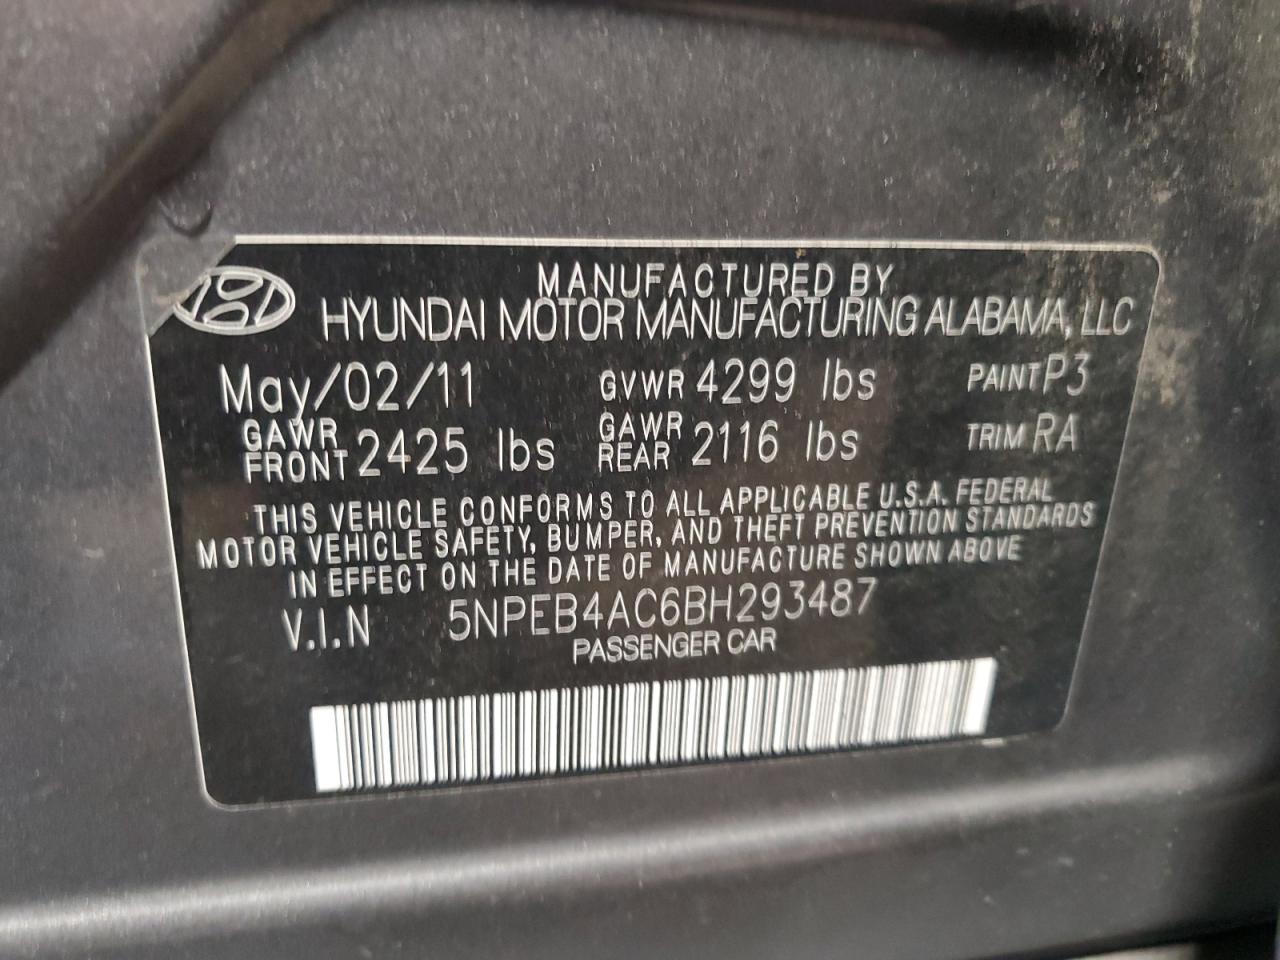 MANUFACTURED BY
HYUNDAI MOTOR MANUFACTURING ALABAMA, LLC
May/02/11 GVWR 4299 lbs PAINT P3
GAWR FRONT 2425 lbs GAWR REAR 2116 lbs TRIM RA
THIS VEHICLE CONFORMS TO ALL APPLICABLE U.S.A. FEDERAL
MOTOR VEHICLE SAFETY, BUMPER, AND THEFT PREVENTION STANDARDS
IN EFFECT ON THE DATE OF MANUFACTURE SHOWN ABOVE
V.I.N 5NPEB4AC6BH293487
PASSENGER CAR